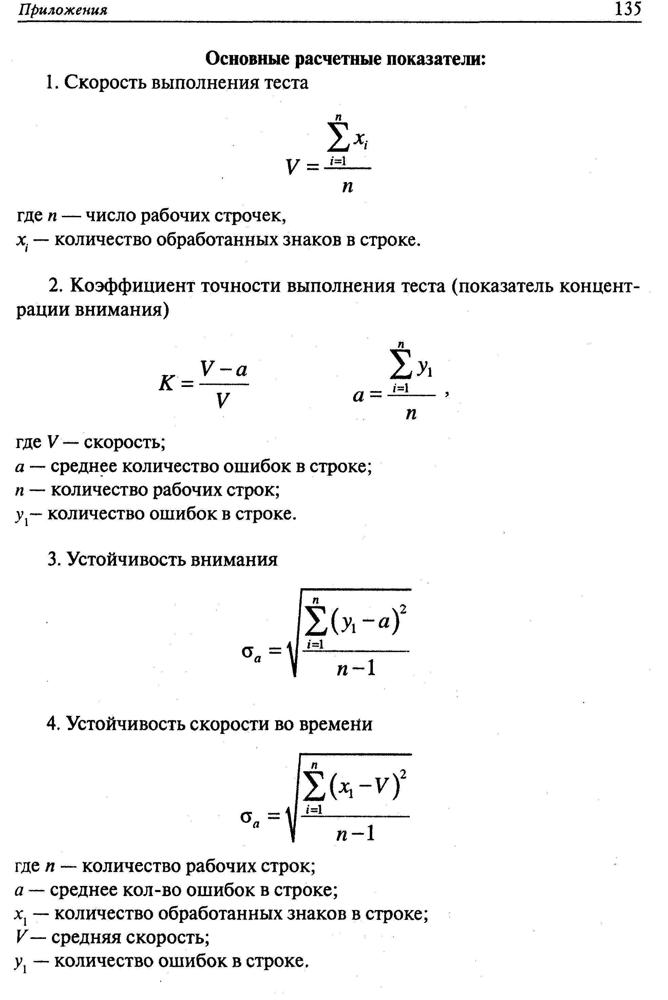 Приложения 135
Основные расчетные показатели:
1. Скорость выполнения теста
$V = \frac{\sum_{i=1}^{n} x_i}{n}$
где n — число рабочих строчек,
$x_i$ — количество обработанных знаков в строке.
2. Коэффициент точности выполнения теста (показатель концент-
рации внимания)
$K = \frac{V - a}{V}$ $a = \frac{\sum_{i=1}^{n} y_1}{n}$,
где V — скорость;
a — среднее количество ошибок в строке;
n — количество рабочих строк;
$y_1$— количество ошибок в строке.
3. Устойчивость внимания
$\sigma_a = \sqrt{\frac{\sum_{i=1}^{n} (y_1 - a)^2}{n-1}}$
4. Устойчивость скорости во времени
$\sigma_a = \sqrt{\frac{\sum_{i=1}^{n} (x_1 - V)^2}{n-1}}$
где n — количество рабочих строк;
a — среднее кол-во ошибок в строке;
$x_1$ — количество обработанных знаков в строке;
V — средняя скорость;
$y_1$ — количество ошибок в строке.